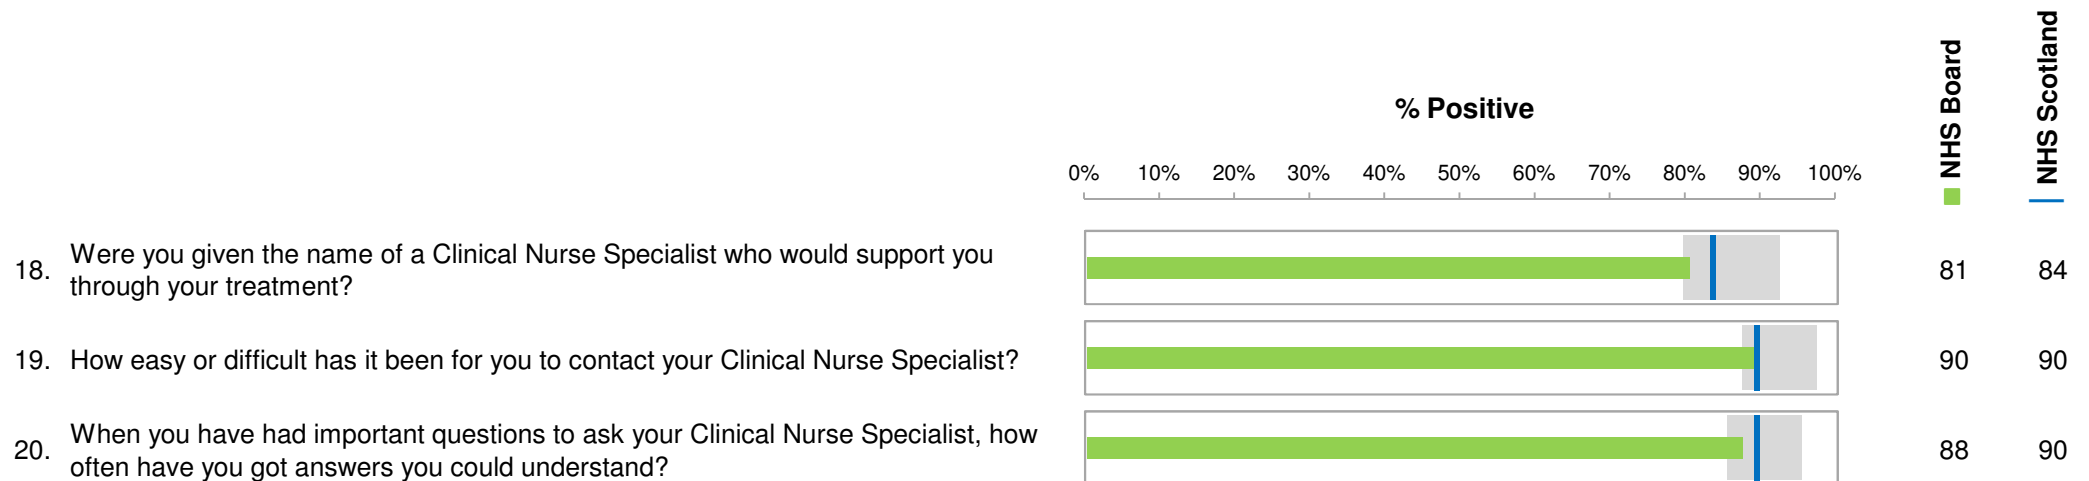 NHS Board
NHS Scotland
% Positive
0% 10% 20% 30% 40% 50% 60% 70% 80% 90% 100%
18. Were you given the name of a Clinical Nurse Specialist who would support you
through your treatment?
81 84
19. How easy or difficult has it been for you to contact your Clinical Nurse Specialist?
90 90
20. When you have had important questions to ask your Clinical Nurse Specialist, how
often have you got answers you could understand?
88 90